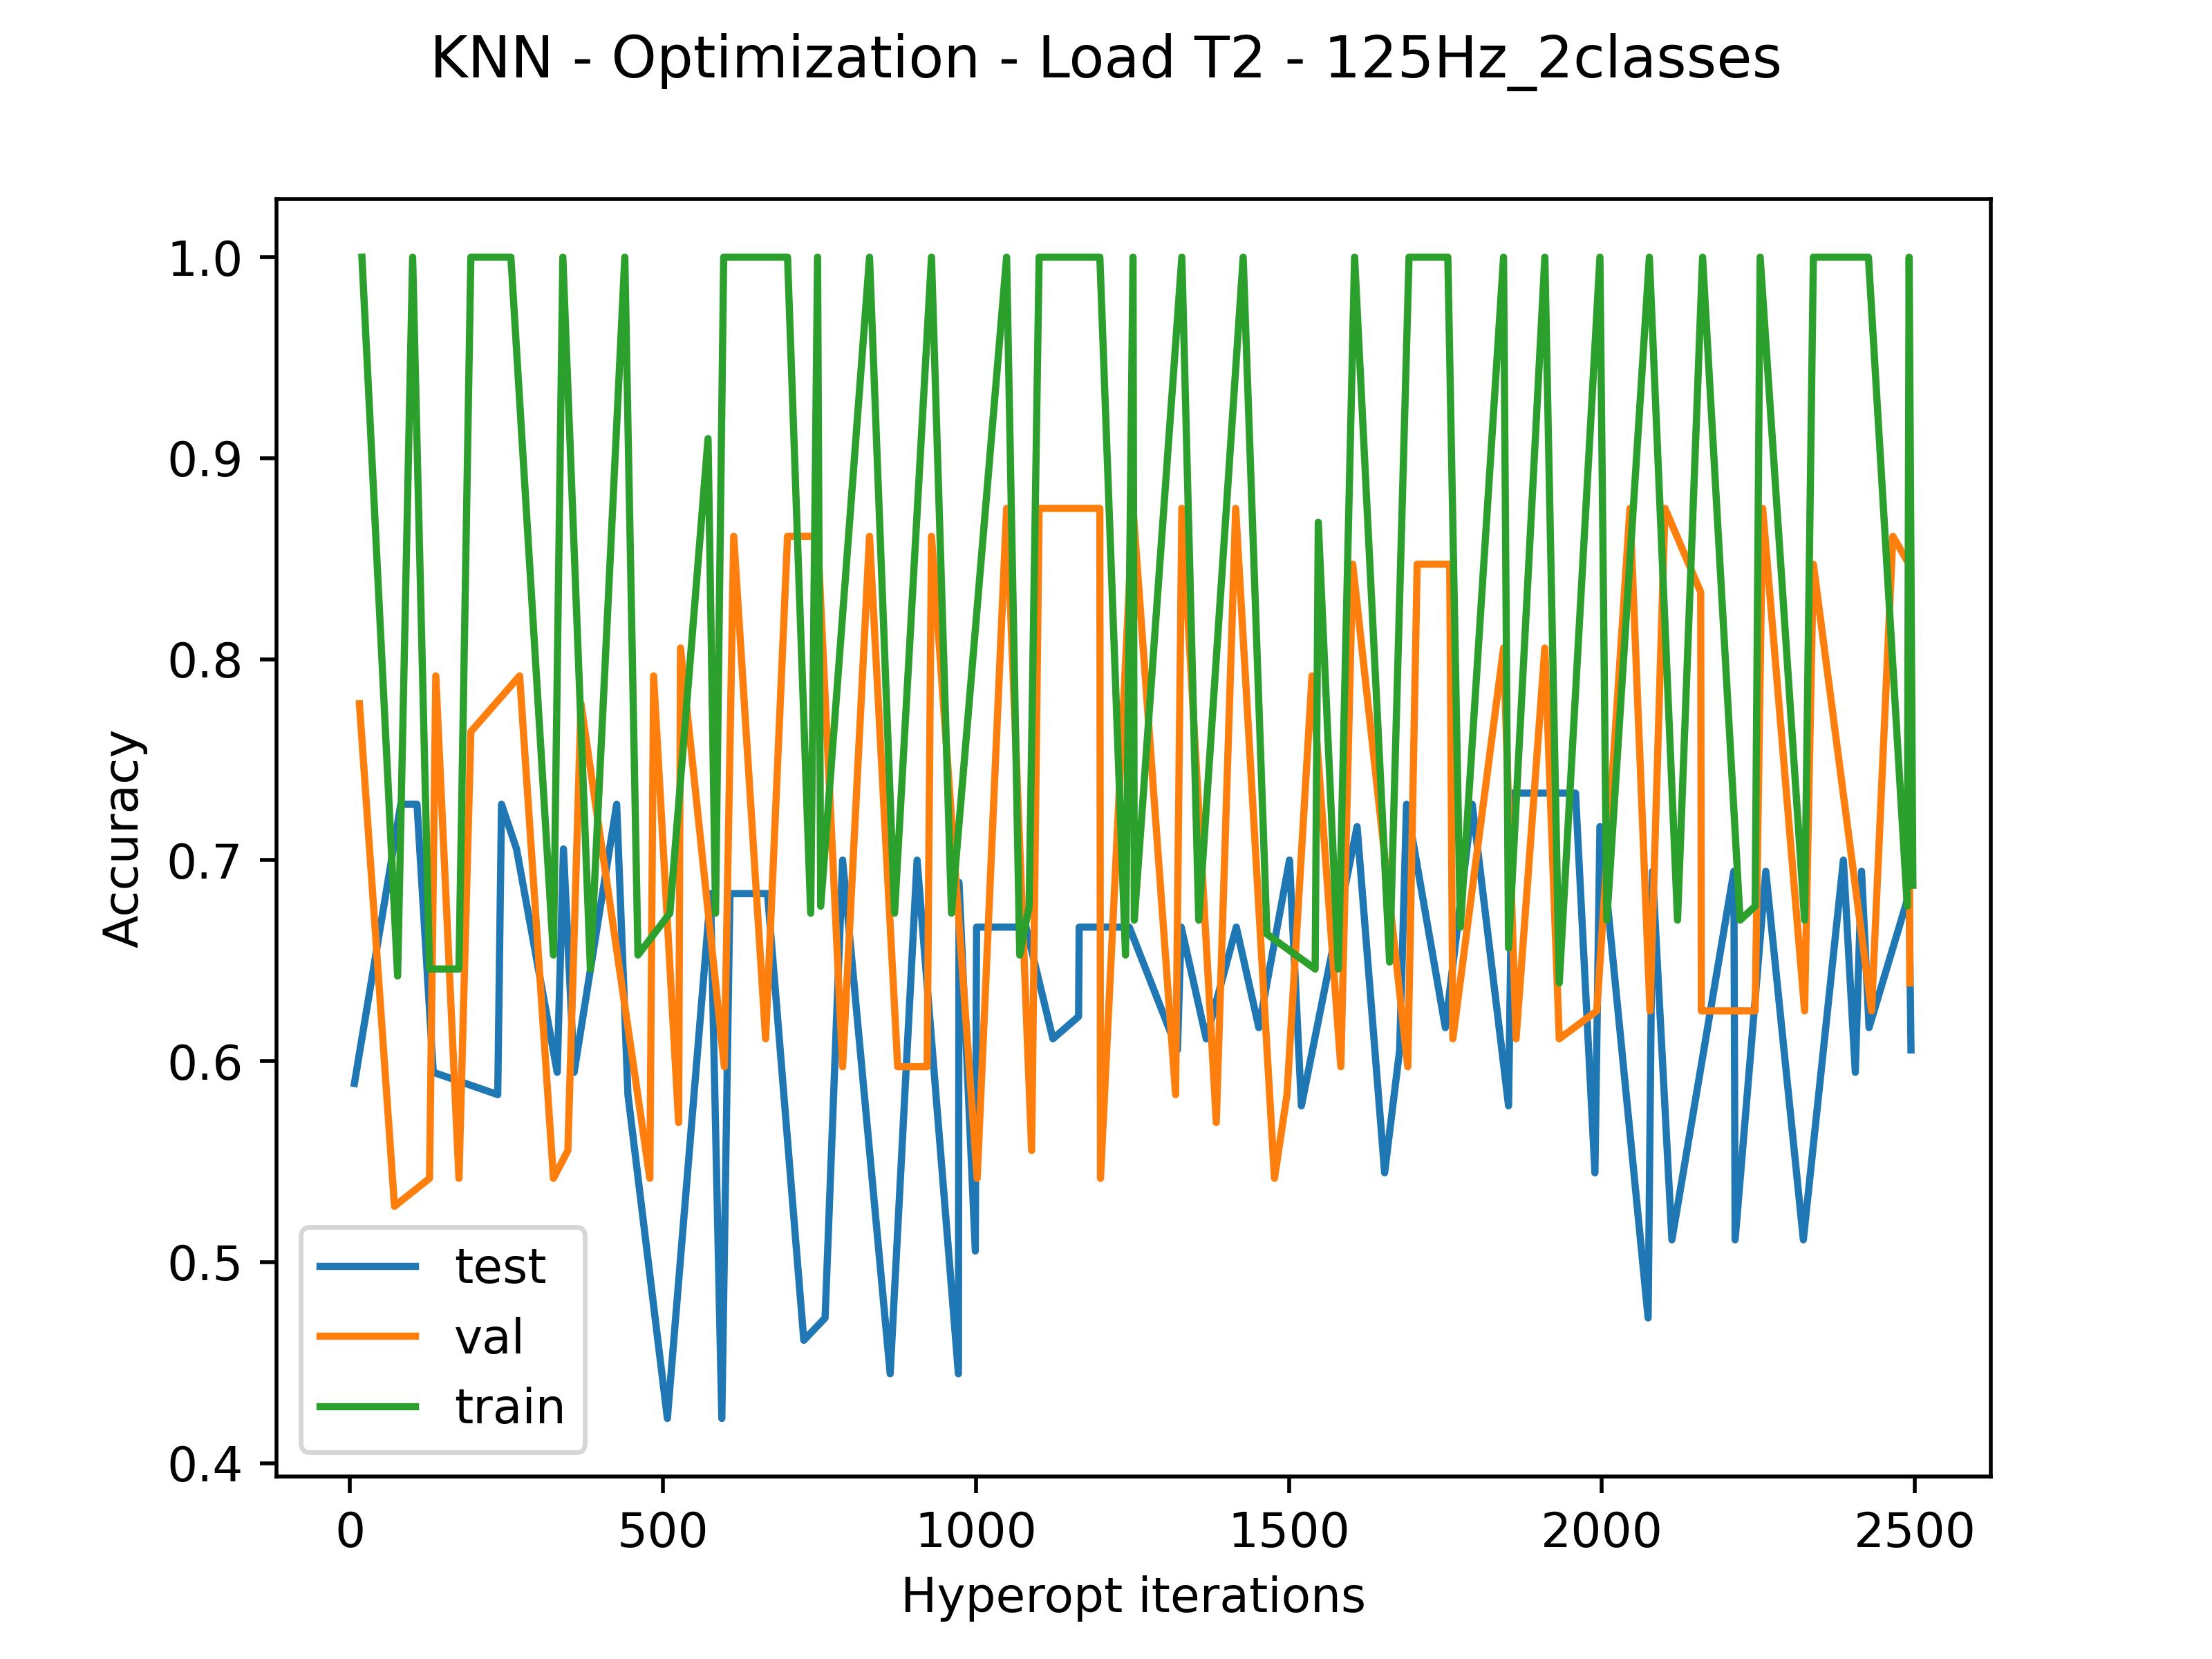 KNN - Optimization - Load T2 - 125Hz_2classes
1.0
0.9
0.8
0.7
0.6
0.5
0.4
Accuracy
test
val
train
0 500 1000 1500 2000 2500
Hyperopt iterations